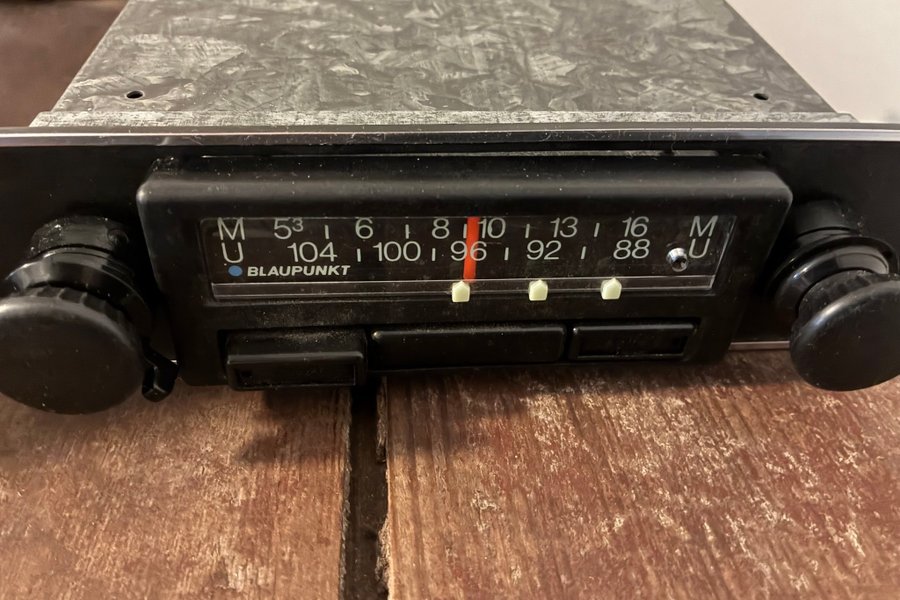 M 5³ 6 8 10 13 16 M
U 104 100 96 92 88 U
BLAUPUNKT